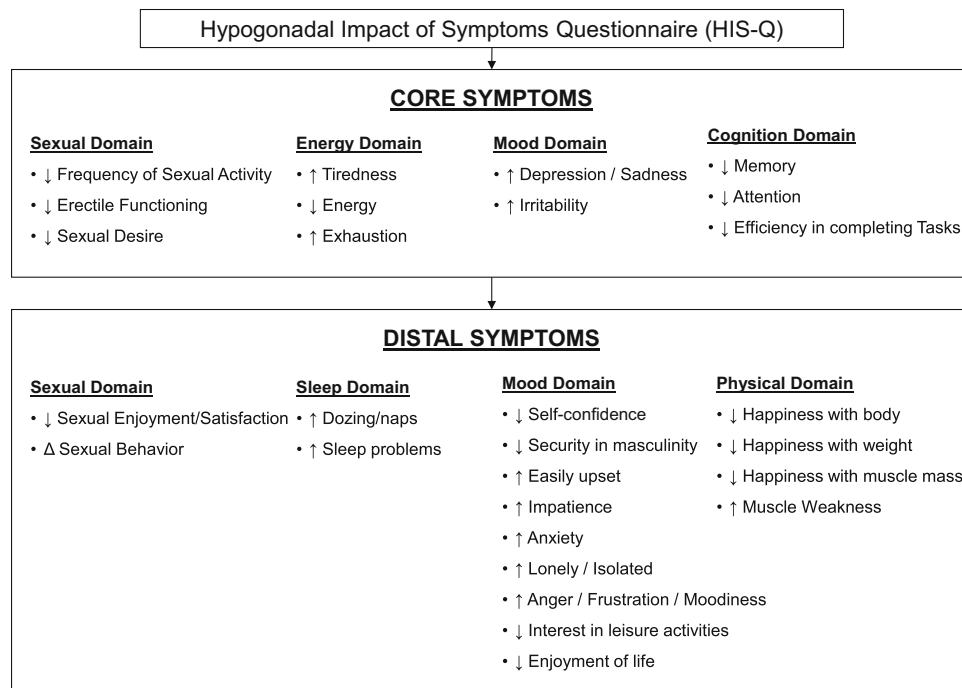 Hypogonadal Impact of Symptoms Questionnaire (HIS-Q)
CORE SYMPTOMS
Sexual Domain
• ↓ Frequency of Sexual Activity
• ↓ Erectile Functioning
• ↓ Sexual Desire
Energy Domain
• ↑ Tiredness
• ↓ Energy
• ↑ Exhaustion
Mood Domain
• ↑ Depression / Sadness
• ↑ Irritability
Cognition Domain
• ↓ Memory
• ↓ Attention
• ↓ Efficiency in completing Tasks
DISTAL SYMPTOMS
Sexual Domain
• ↓ Sexual Enjoyment/Satisfaction
• Δ Sexual Behavior
Sleep Domain
• ↑ Dozing/naps
• ↑ Sleep problems
Mood Domain
• ↓ Self-confidence
• ↓ Security in masculinity
• ↑ Easily upset
• ↑ Impatience
• ↑ Anxiety
• ↑ Lonely / Isolated
• ↑ Anger / Frustration / Moodiness
• ↓ Interest in leisure activities
• ↓ Enjoyment of life
Physical Domain
• ↓ Happiness with body
• ↓ Happiness with weight
• ↓ Happiness with muscle mass
• ↑ Muscle Weakness